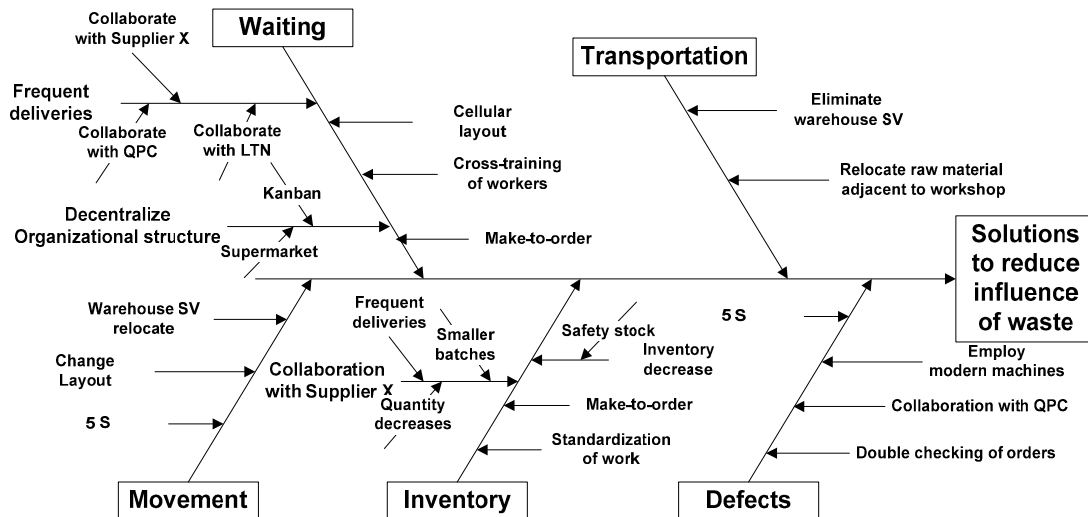 Collaborate
with Supplier X
Waiting
Transportation
Frequent
deliveries
Collaborate
with QPC
Collaborate
with LTN
Cellular
layout
Cross-training
of workers
Kanban
Decentralize
Organizational structure
Supermarket
Make-to-order
Eliminate
warehouse SV
Relocate raw material
adjacent to workshop
Solutions
to reduce
influence
of waste
Warehouse SV
relocate
Change
Layout
5 S
Movement
Frequent
deliveries
Smaller
batches
Collaboration
with Supplier X
Quantity
decreases
Safety stock
Inventory
decrease
Make-to-order
Standardization
of work
Inventory
5 S
Employ
modern machines
Collaboration with QPC
Double checking of orders
Defects